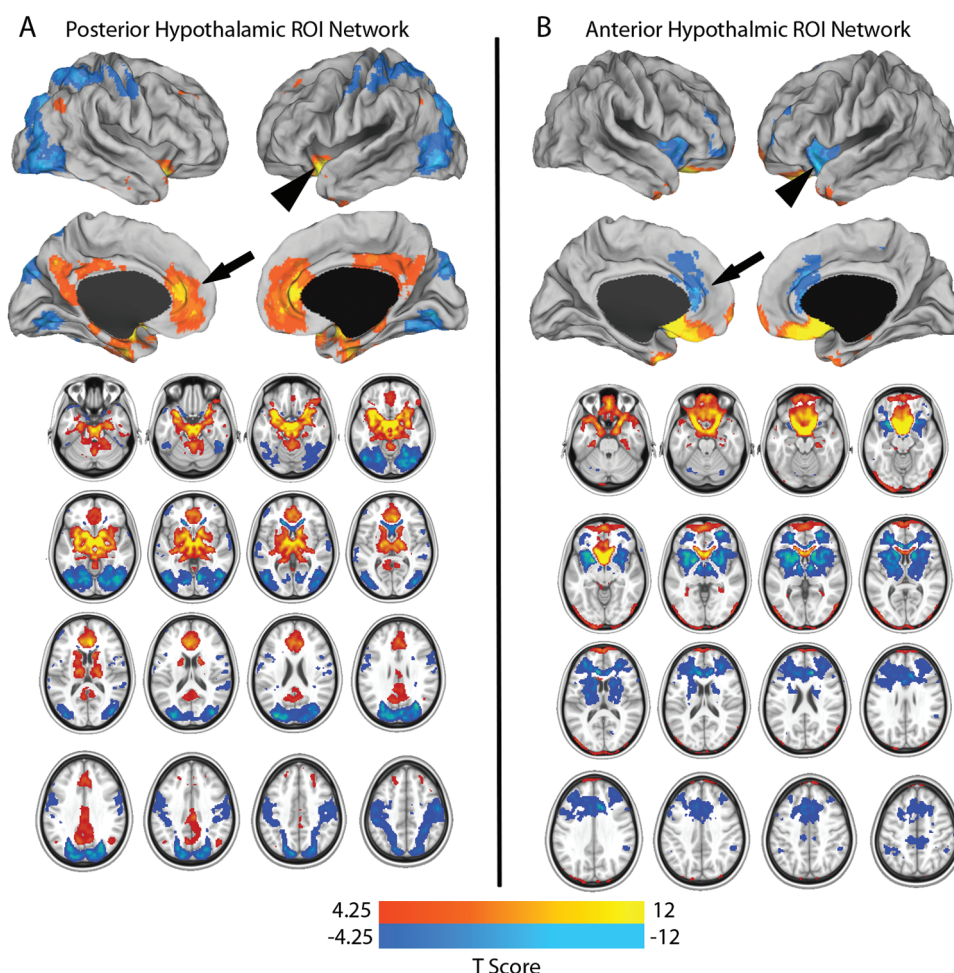 A Posterior Hypothalamic ROI Network
B Anterior Hypothalmic ROI Network
4.25 12
-4.25 -12
T Score